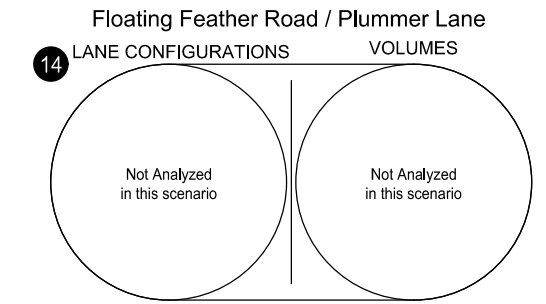 Floating Feather Road / Plummer Lane
14 LANE CONFIGURATIONS VOLUMES
Not Analyzed
in this scenario
Not Analyzed
in this scenario